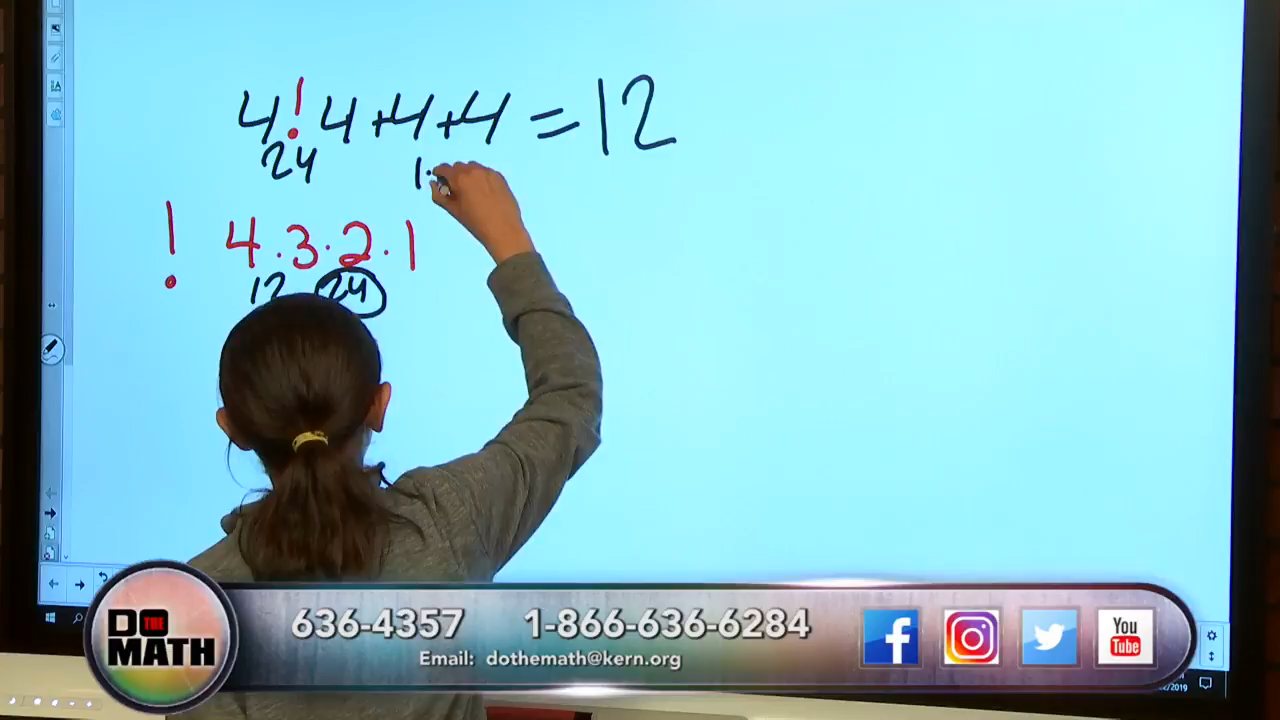 4! 4+4+4 = 12
24 1
! 4 · 3 · 2 · 1
12 24
DO THE MATH
636-4357 1-866-636-6284
Email: dothemath@kern.org
f
You Tube